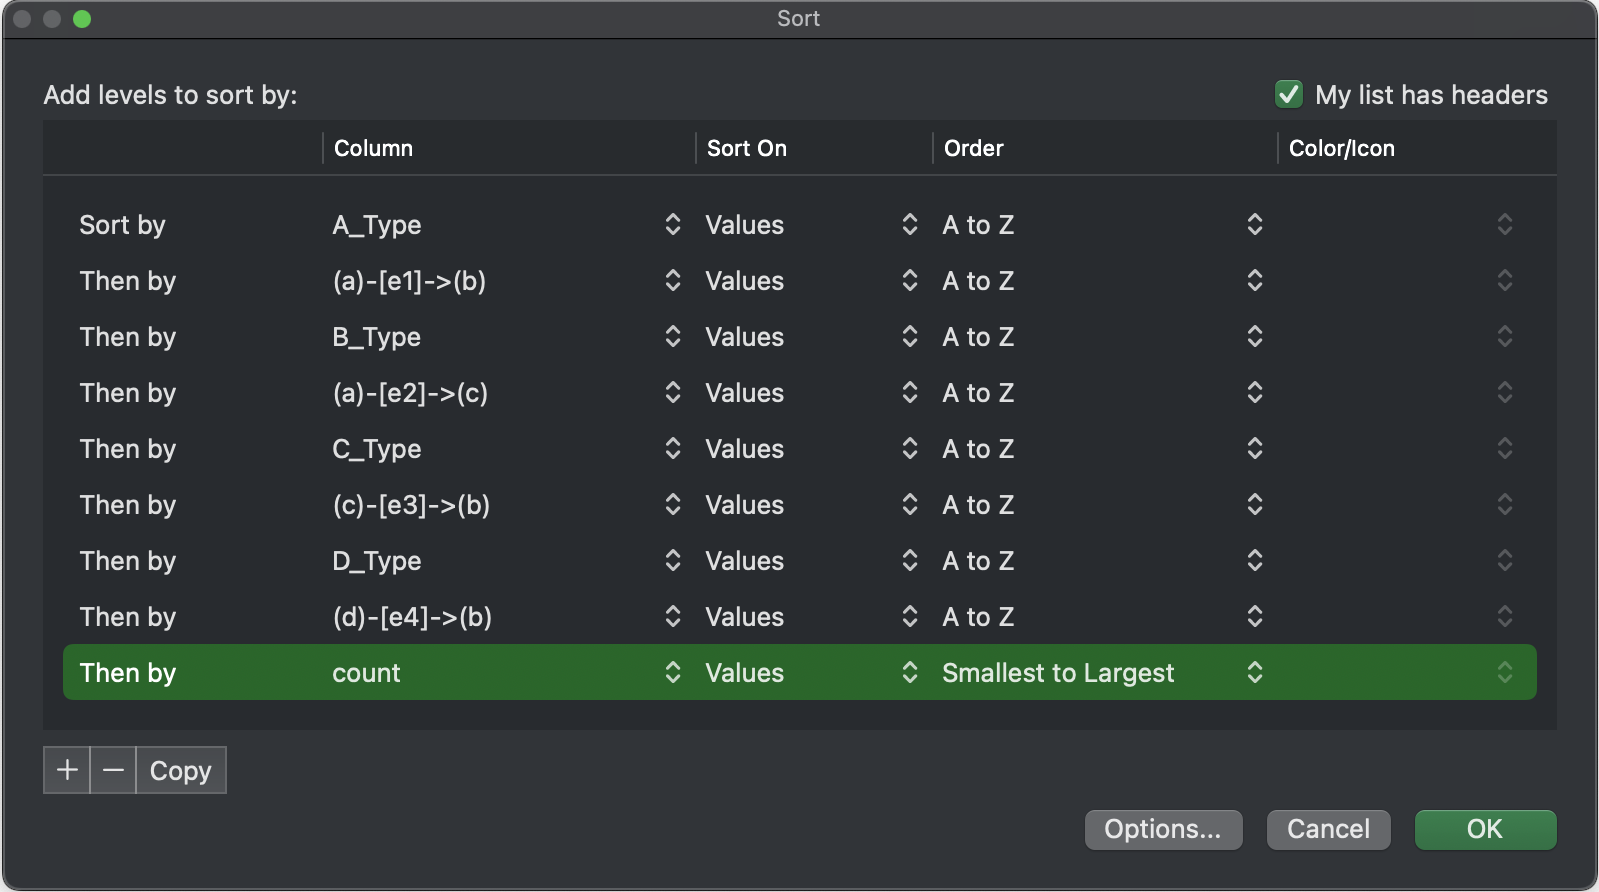 Sort
Add levels to sort by:
My list has headers
Column Sort On Order Color/Icon
Sort by A_Type Values A to Z
Then by (a)-[e1]->(b) Values A to Z
Then by B_Type Values A to Z
Then by (a)-[e2]->(c) Values A to Z
Then by C_Type Values A to Z
Then by (c)-[e3]->(b) Values A to Z
Then by D_Type Values A to Z
Then by (d)-[e4]->(b) Values A to Z
Then by count Values Smallest to Largest
+ − Copy
Options... Cancel OK